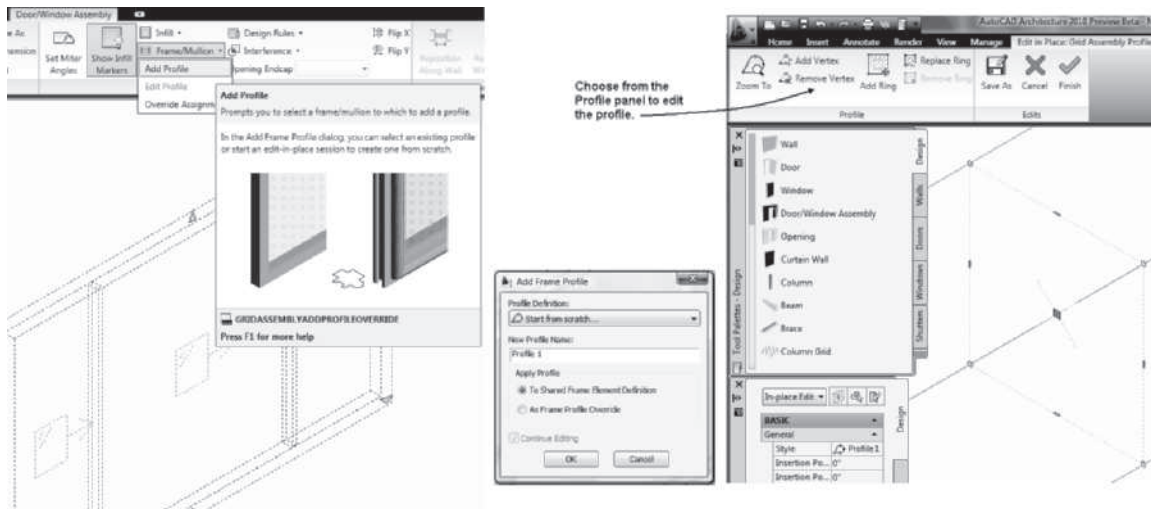 Door/Window Assembly
Set Miter Angles
Show Infill Markers
Infill
Frame/Mullion
Design Rules
Interference
Opening Endcap
Flip X
Flip Y
Add Profile
Edit Profile
Override Assignm
Add Profile
Prompts you to select a frame/mullion to which to add a profile.
In the Add Frame Profile dialog, you can select an existing profile
or start an edit-in-place session to create one from scratch.
GRIDASSEMBLYADDPROFILEOVERRIDE
Press F1 for more help
Add Frame Profile
Profile Definition:
Start from scratch...
New Profile Name:
Profile 1
Apply Profile
To Shared Frame Element Definition
As Frame Profile Override
Continue Editing
OK
Cancel
Choose from the
Profile panel to edit
the profile.
AutoCAD Architecture 2010 Preview Beta - N
Home Insert Annotate Render View Manage Edit in Place: Grid Assembly Profile
Zoom To
Add Vertex
Remove Vertex
Add Ring
Replace Ring
Remove Ring
Save As
Cancel
Finish
Profile
Edits
Wall
Door
Window
Door/Window Assembly
Opening
Curtain Wall
Column
Beam
Brace
Column Grid
Tool Palettes - Design
Design
Walls
Doors
Windows
Shutters
In-place Edit
BASIC
General
Style Profile 1
Insertion Po... 0"
Insertion Po... 0"
Design